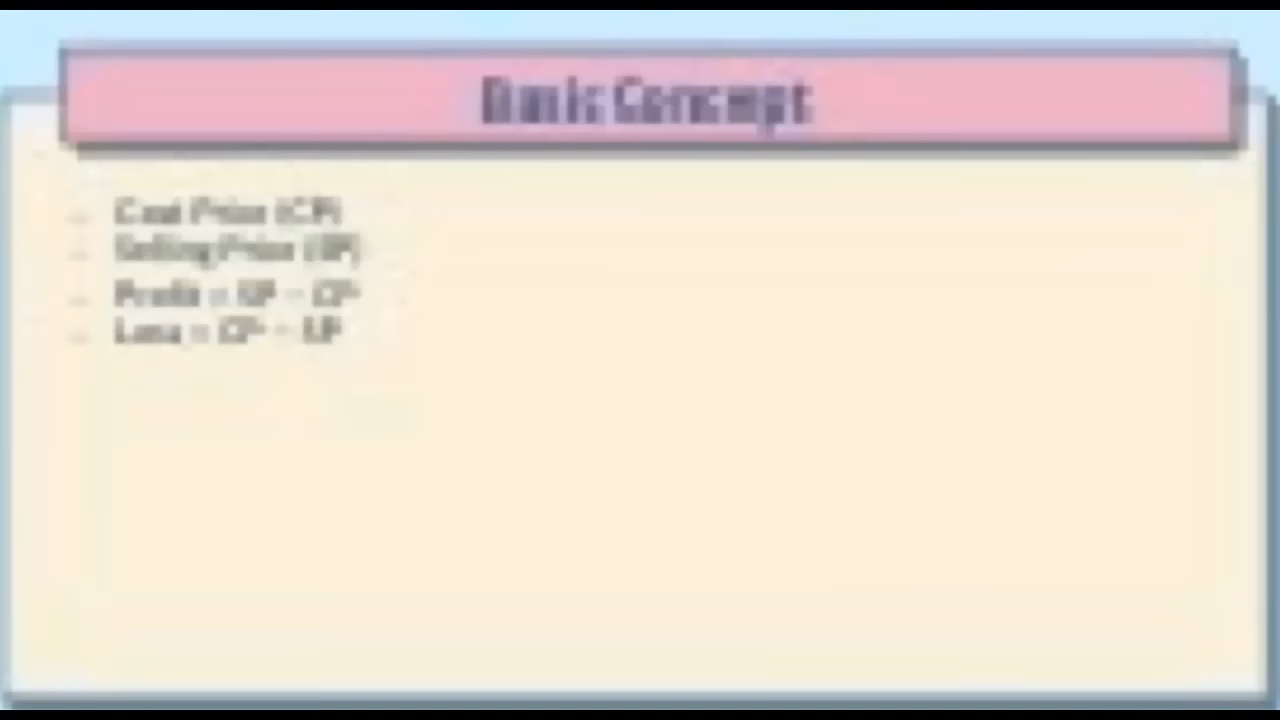 Basic Concept
Cost Price (CP)
Selling Price (SP)
Profit = SP - CP
Loss = CP - SP